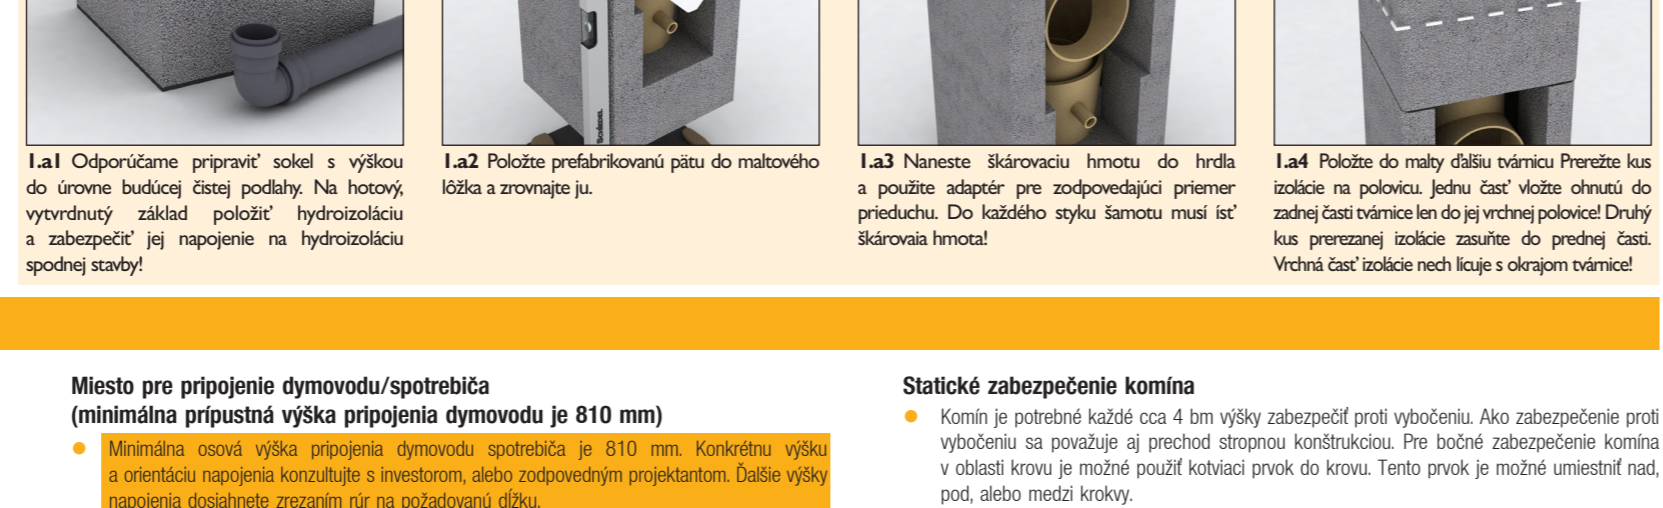 1.a1 Odporúčame pripraviť sokel s výškou
do úrovne budúcej čistej podlahy. Na hotový,
vytvrdnutý základ položiť hydroizoláciu
a zabezpečiť jej napojenie na hydroizoláciu
spodnej stavby!
1.a2 Položte prefabrikovanú pätu do maltového
lôžka a zrovnajte ju.
1.a3 Naneste škárovaciu hmotu do hrdla
a použite adaptér pre zodpovedajúci priemer
prieduchu. Do každého styku šamotu musí ísť
škárovaia hmota!
1.a4 Položte do malty ďalšiu tvárnicu Prerežte kus
izolácie na polovicu. Jednu časť vložte ohnutú do
zadnej časti tvárnice len do jej vrchnej polovice! Druhý
kus prerezanej izolácie zasuňte do prednej časti.
Vrchná časť izolácie nech lícuje s okrajom tvárnice!
Miesto pre pripojenie dymovodu/spotrebiča
(minimálna prípustná výška pripojenia dymovodu je 810 mm)
● Minimálna osová výška pripojenia dymovodu spotrebiča je 810 mm. Konkrétnu výšku
a orientáciu napojenia konzultujte s investorom, alebo zodpovedným projektantom. Ďalšie výšky
napojenia dosiahnete zrezaním rúr na požadovanú dĺžku.
Statické zabezpečenie komína
● Komín je potrebné každé cca 4 bm výšky zabezpečiť proti vybočeniu. Ako zabezpečenie proti
vybočeniu sa považuje aj prechod stropnou konštrukciou. Pre bočné zabezpečenie komína
v oblasti krovu je možné použiť kotviaci prvok do krovu. Tento prvok je možné umiestniť nad,
pod, alebo medzi krokvy.